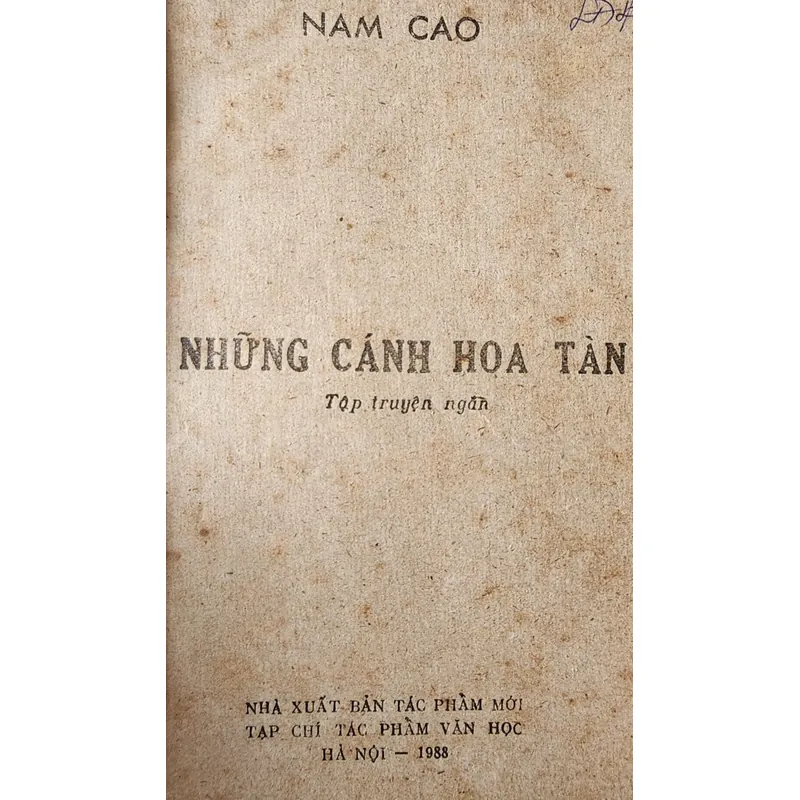 NAM CAO
NHỮNG CÁNH HOA TÀN
Tập truyện ngắn
NHÀ XUẤT BẢN TÁC PHẨM MỚI
TẠP CHÍ TÁC PHẨM VĂN HỌC
HÀ NỘI — 1988